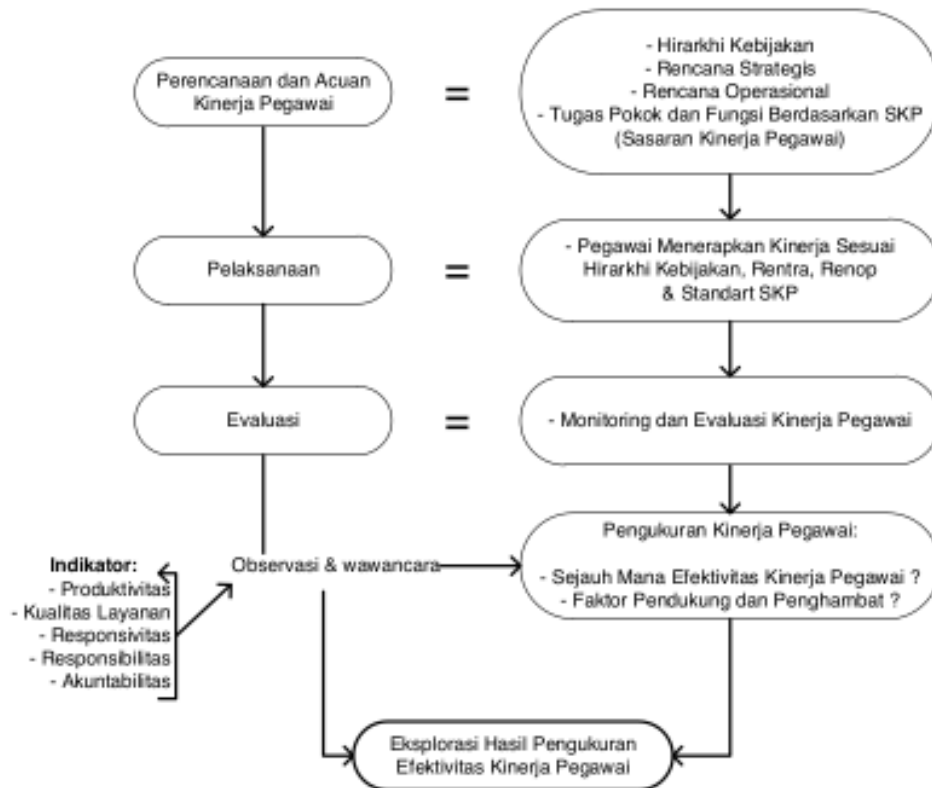 Perencanaan dan Acuan
Kinerja Pegawai
=
- Hirarkhi Kebijakan
- Rencana Strategis
- Rencana Operasional
- Tugas Pokok dan Fungsi Berdasarkan SKP
(Sasaran Kinerja Pegawai)
Pelaksanaan
=
- Pegawai Menerapkan Kinerja Sesuai
Hirarkhi Kebijakan, Rentra, Renop
& Standart SKP
Evaluasi
=
- Monitoring dan Evaluasi Kinerja Pegawai
Indikator:
- Produktivitas
- Kualitas Layanan
- Responsivitas
- Responsibilitas
- Akuntabilitas
Observasi & wawancara
Pengukuran Kinerja Pegawai:
- Sejauh Mana Efektivitas Kinerja Pegawai ?
- Faktor Pendukung dan Penghambat ?
Eksplorasi Hasil Pengukuran
Efektivitas Kinerja Pegawai